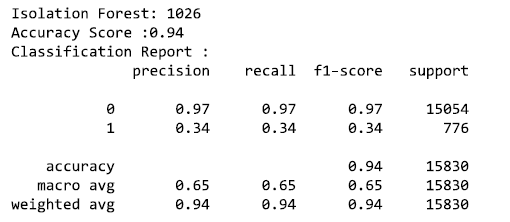 Isolation Forest: 1026
Accuracy Score :0.94
Classification Report :
precision recall f1-score support
0 0.97 0.97 0.97 15054
1 0.34 0.34 0.34 776
accuracy 0.94 15830
macro avg 0.65 0.65 0.65 15830
weighted avg 0.94 0.94 0.94 15830